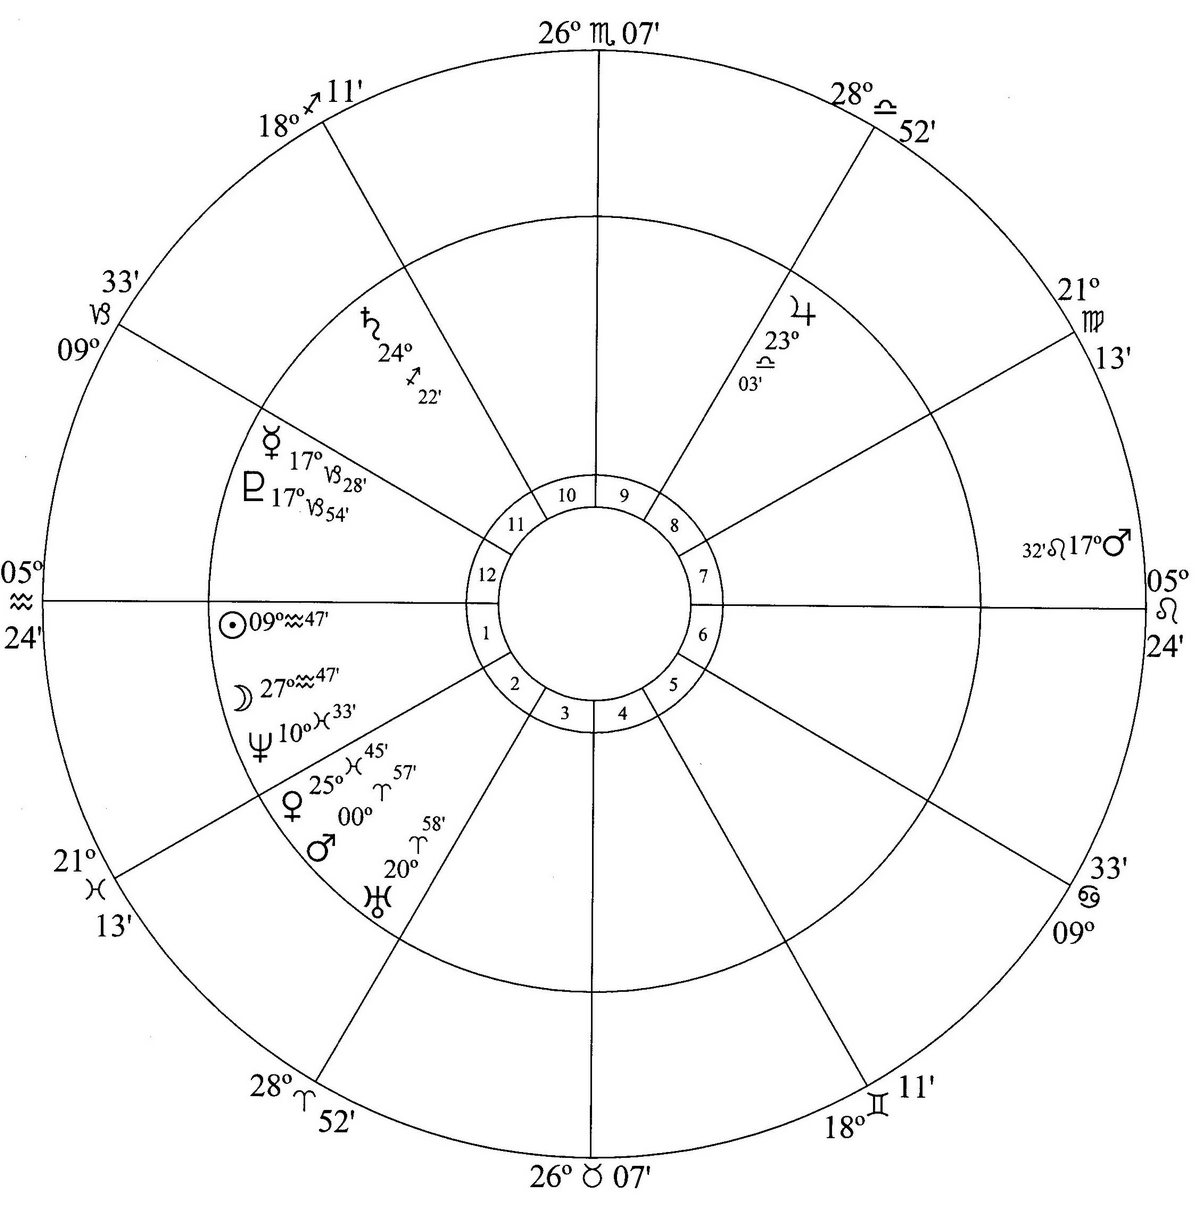 26º ♏ 07'
28º ♎ 52'
21º ♍ 13'
05º ♌ 24'
33' ♋ 09º
11' ♊ 18º
26º ♉ 07'
28º ♈ 52'
21º ♓ 13'
05º ♒ 24'
33' ♑ 09º
18º ♐ 11'
♄ 24º ♐ 22'
♃ 23º ♎ 03'
☿ 17º ♑ 28'
♇ 17º ♑ 54'
32' ♌ 17º ♂
☉ 09º ♒ 47'
☽ 27º ♒ 47'
♆ 10º ♓ 33'
♀ 25º ♓ 45'
♂ 00º ♈ 57'
♅ 20º ♈ 58'
10
9
11
8
12
7
1
6
2
5
3
4